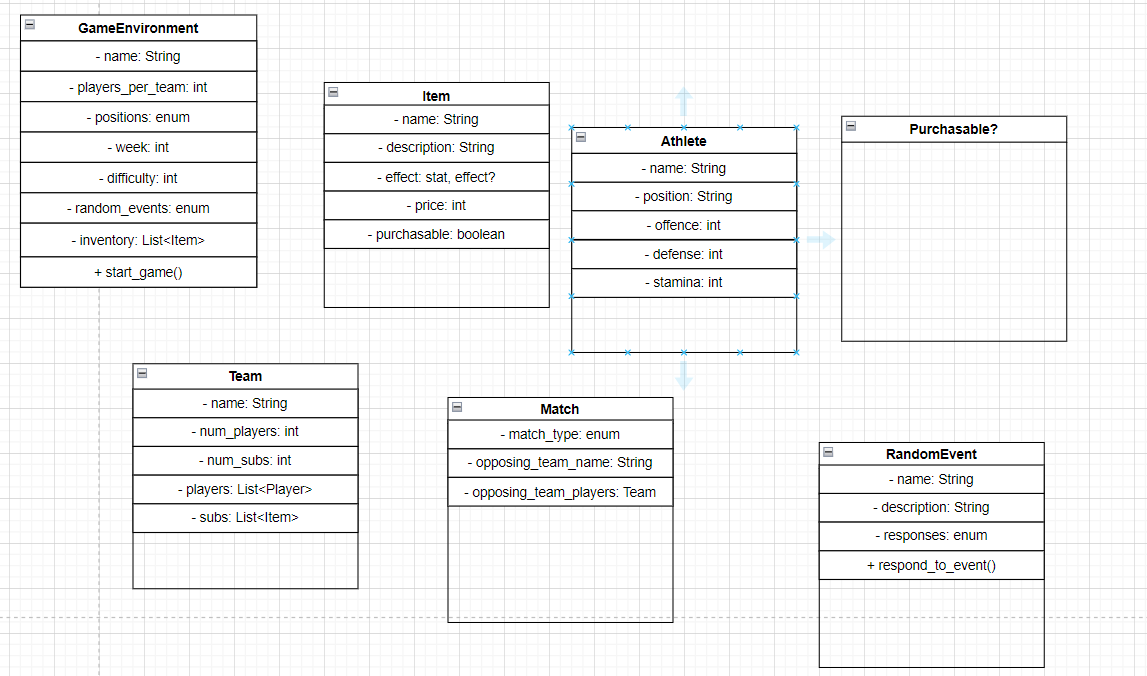 GameEnvironment
- name: String
- players_per_team: int
- positions: enum
- week: int
- difficulty: int
- random_events: enum
- inventory: List<Item>
+ start_game()
Item
- name: String
- description: String
- effect: stat, effect?
- price: int
- purchasable: boolean
Athlete
- name: String
- position: String
- offence: int
- defense: int
- stamina: int
Purchasable?
Team
- name: String
- num_players: int
- num_subs: int
- players: List<Player>
- subs: List<Item>
Match
- match_type: enum
- opposing_team_name: String
- opposing_team_players: Team
RandomEvent
- name: String
- description: String
- responses: enum
+ respond_to_event()